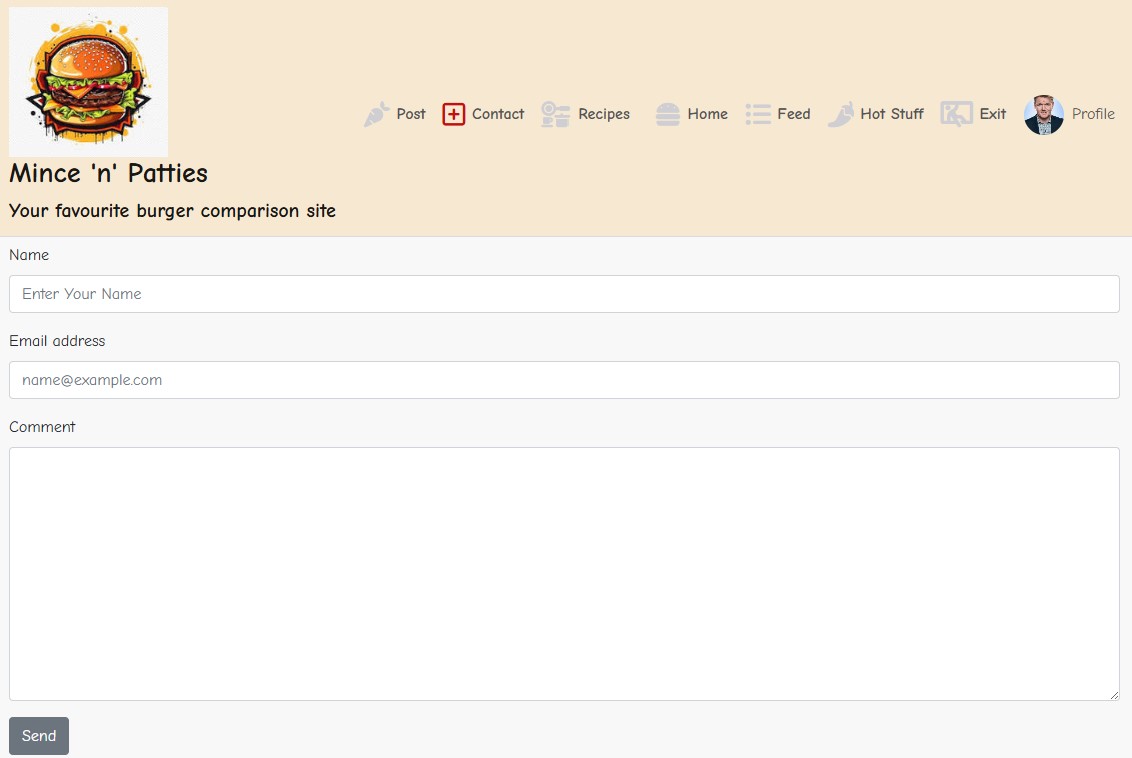 Post Contact Recipes Home Feed Hot Stuff Exit Profile
Mince 'n' Patties
Your favourite burger comparison site
Name
Enter Your Name
Email address
name@example.com
Comment
Send